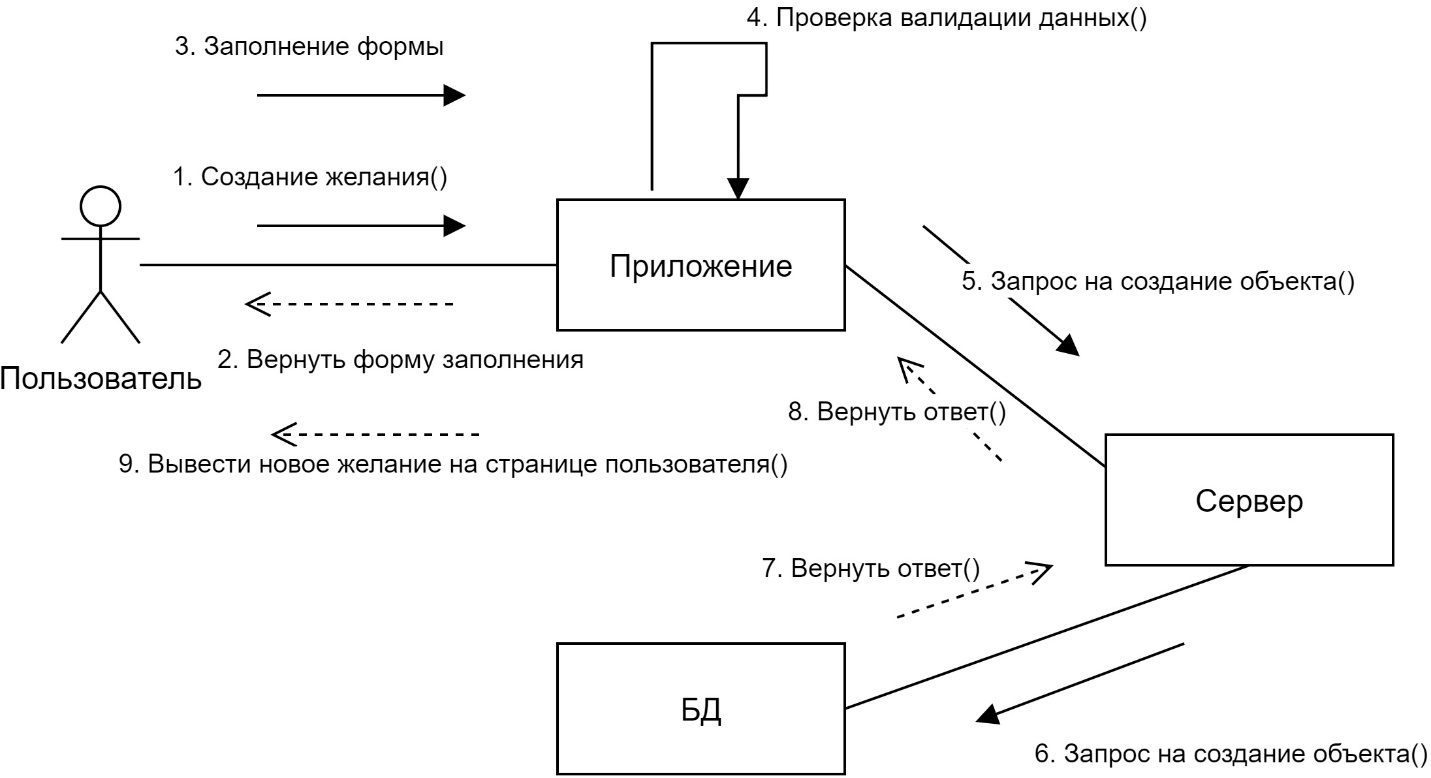 4. Проверка валидации данных()
3. Заполнение формы
1. Создание желания()
Приложение
5. Запрос на создание объекта()
2. Вернуть форму заполнения
Пользователь
8. Вернуть ответ()
9. Вывести новое желание на странице пользователя()
Сервер
7. Вернуть ответ()
БД
6. Запрос на создание объекта()